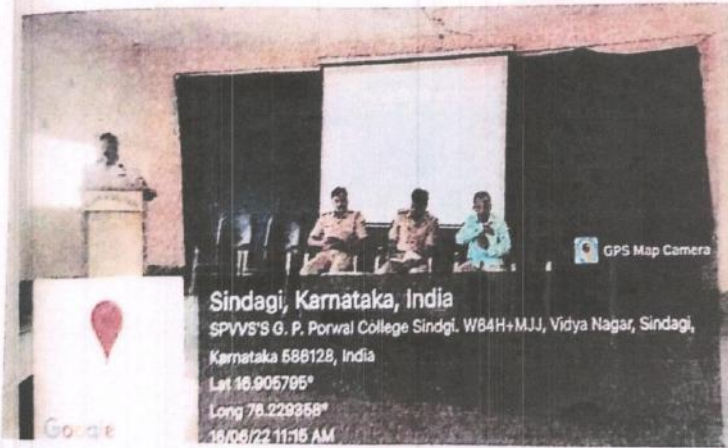 GPS Map Camera
Sindagi, Karnataka, India
SPVVS'S G. P. Porwal College Sindgi. W64H+MJJ, Vidya Nagar, Sindagi,
Karnataka 586128, India
Lat 16.905795°
Long 76.229358°
16/06/22 11:15 AM
Google